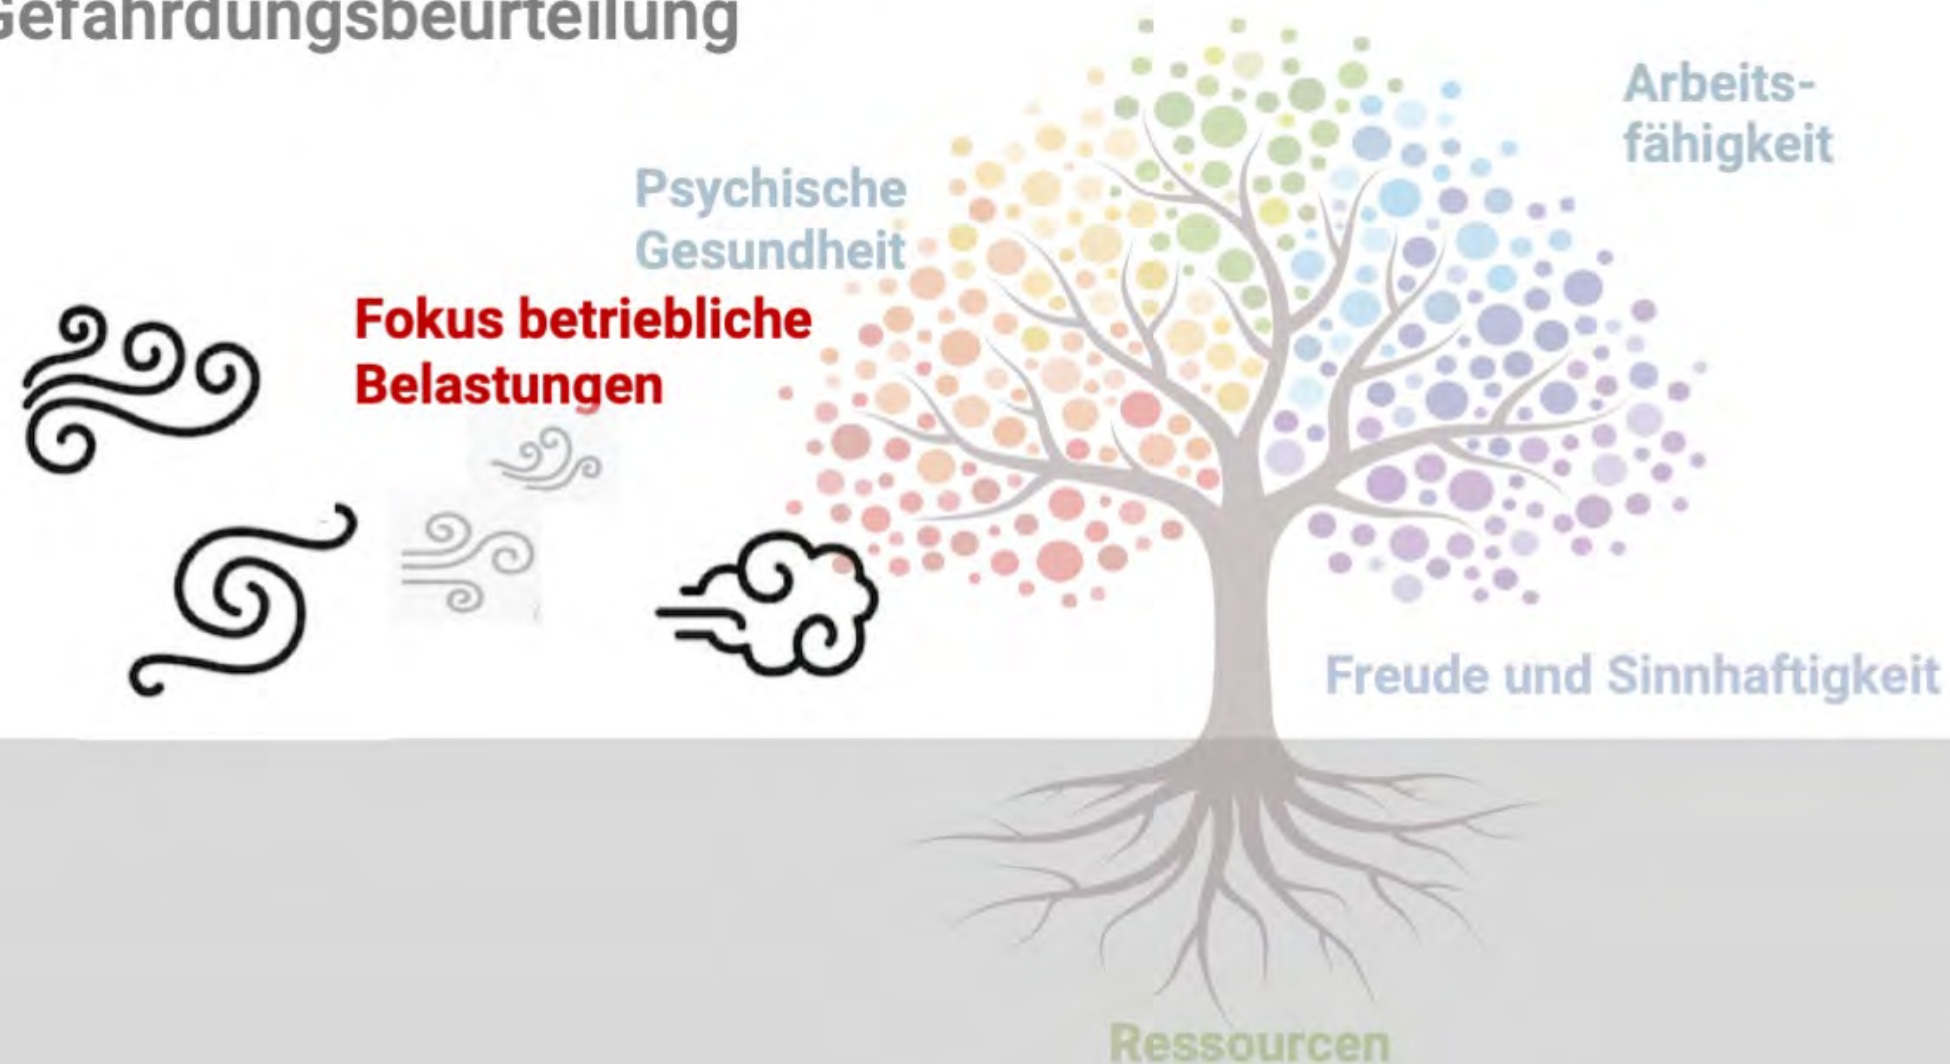 Gefährdungsbeurteilung
Arbeits-
fähigkeit
Psychische
Gesundheit
Fokus betriebliche
Belastungen
Freude und Sinnhaftigkeit
Ressourcen